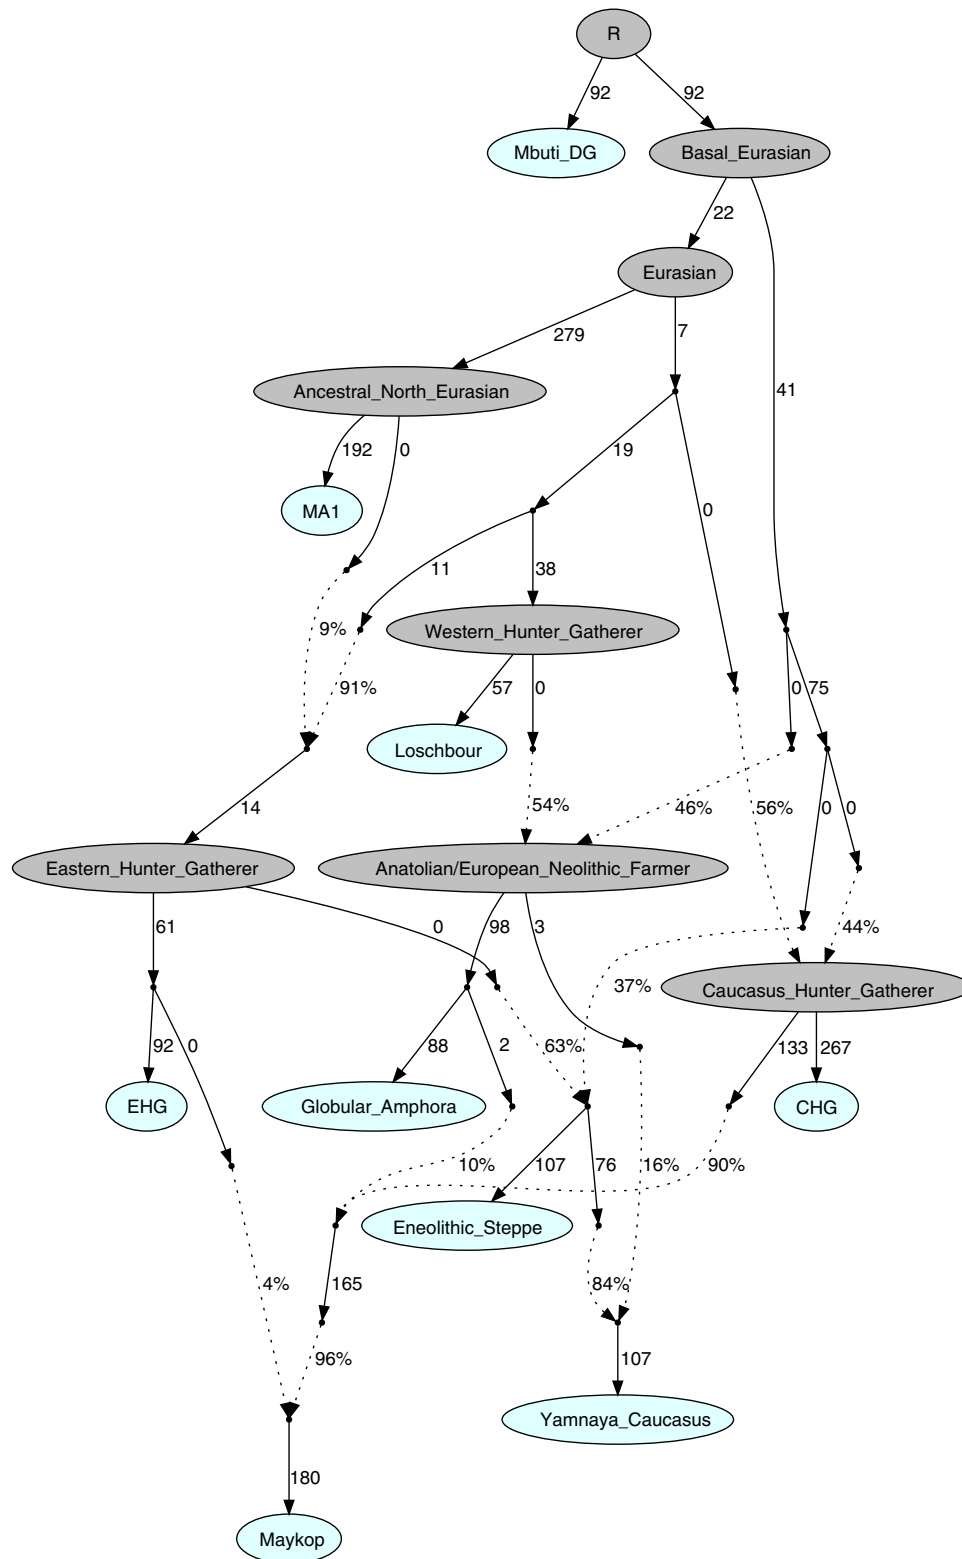 R
92
92
Mbuti_DG
Basal_Eurasian
22
Eurasian
279
7
Ancestral_North_Eurasian
41
192
0
19
MA1
0
11
38
9%
Western_Hunter_Gatherer
91%
57
0
0
75
Loschbour
14
54%
46%
56%
0
0
Eastern_Hunter_Gatherer
Anatolian/European_Neolithic_Farmer
61
0
98
3
44%
37%
Caucasus_Hunter_Gatherer
92
0
88
2
63%
133
267
EHG
Globular_Amphora
CHG
10%
107
76
16%
90%
Eneolithic_Steppe
4%
165
84%
96%
107
Yamnaya_Caucasus
180
Maykop